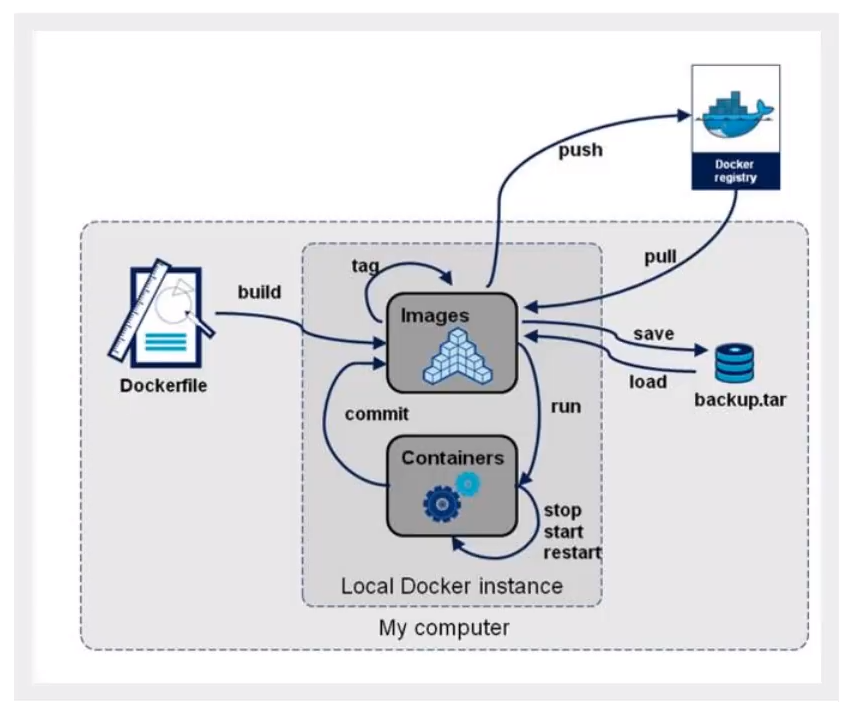 push
Docker
registry
pull
tag
build
Images
save
Dockerfile
load
backup.tar
commit
run
Containers
stop
start
restart
Local Docker instance
My computer